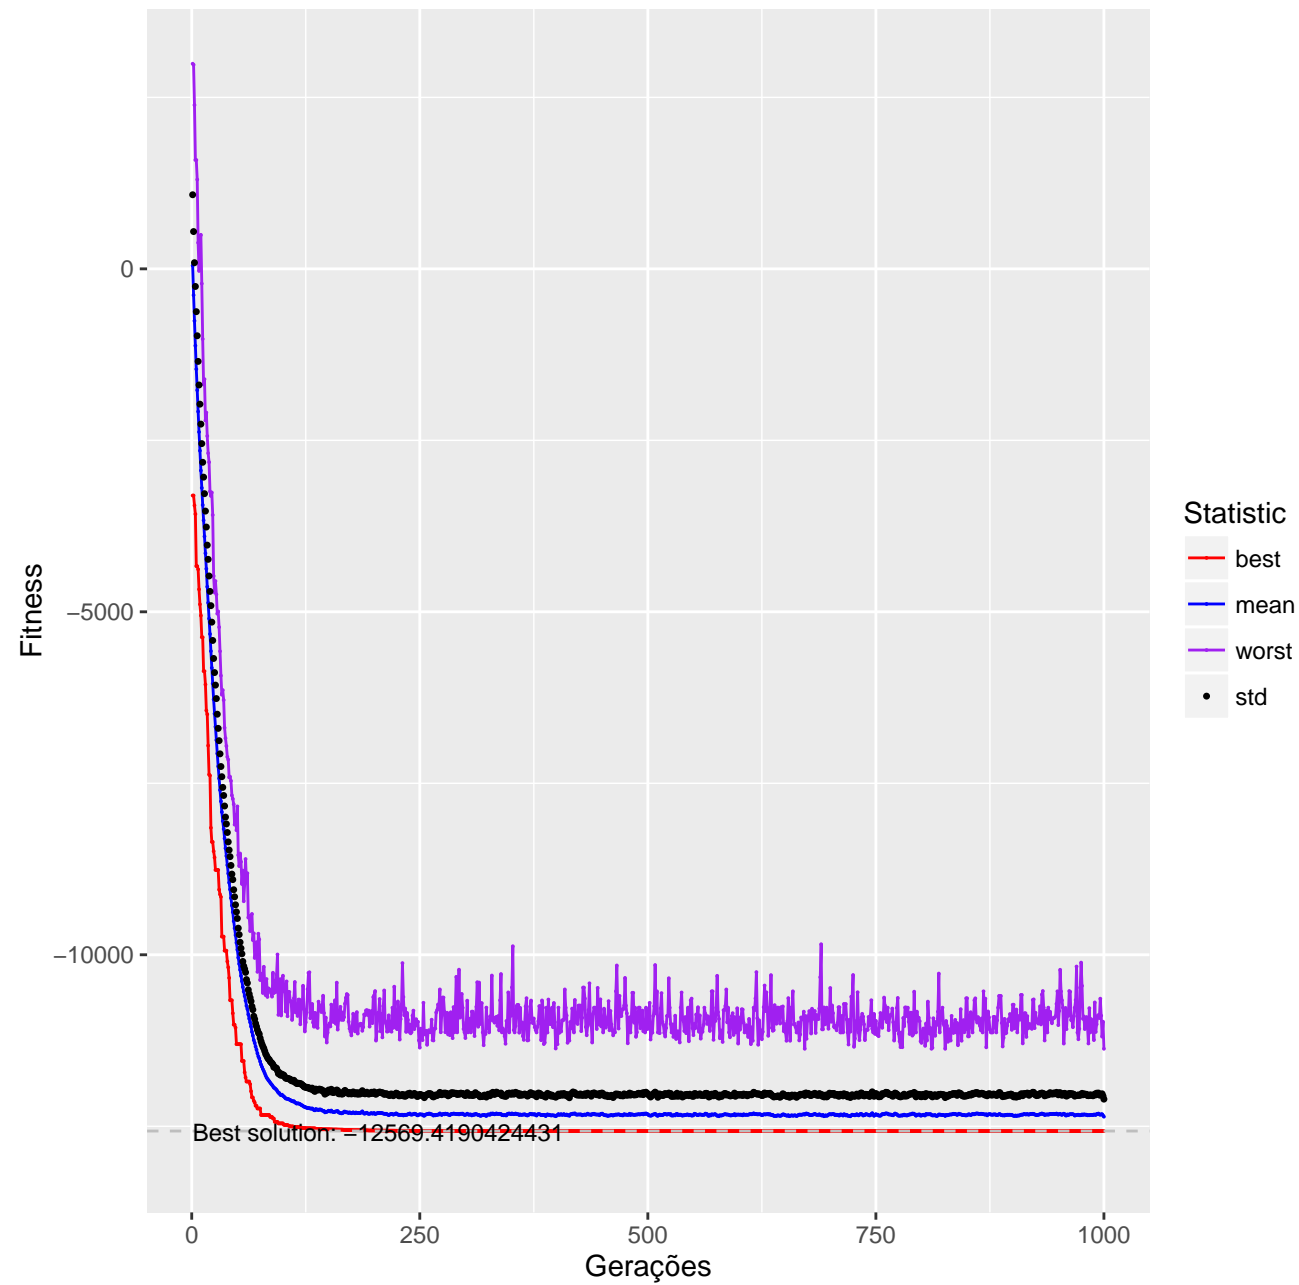 Fitness
0
−5000
−10000
Best solution: −12569.4190424431
0
250
500
750
1000
Gerações
Statistic
best
mean
worst
std